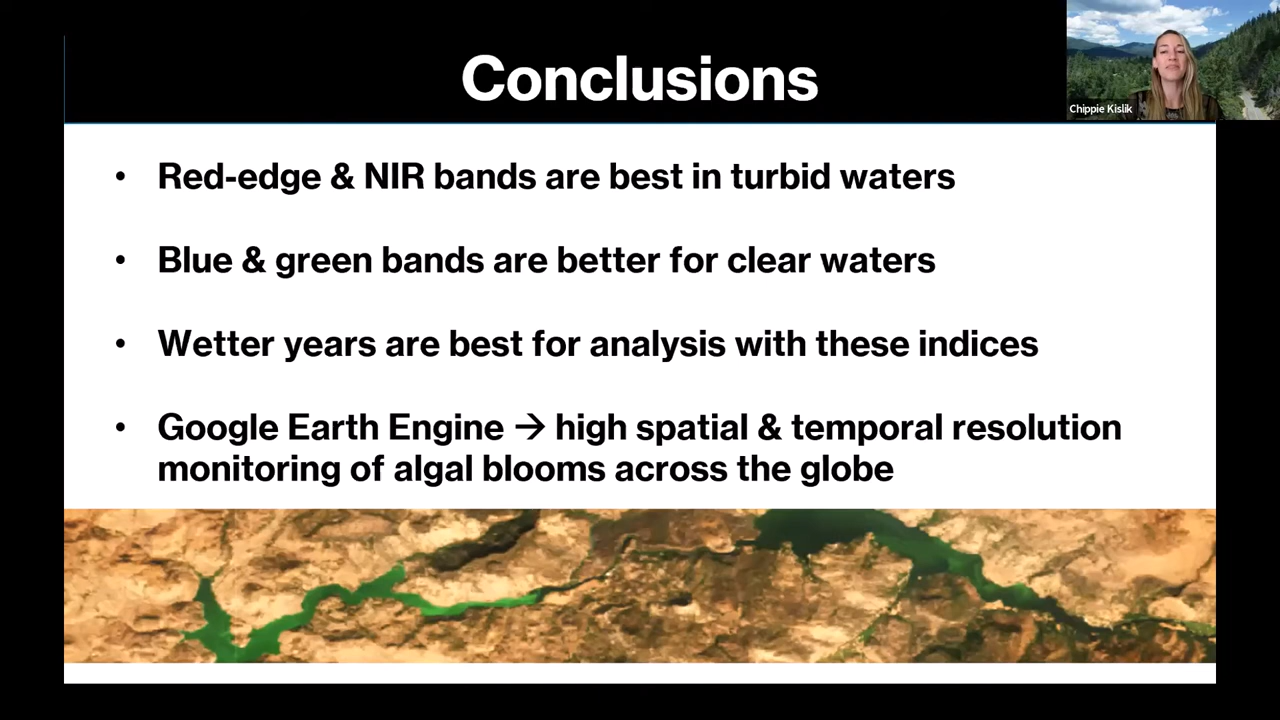 Conclusions
Chippie Kislik
• Red-edge & NIR bands are best in turbid waters
• Blue & green bands are better for clear waters
• Wetter years are best for analysis with these indices
• Google Earth Engine → high spatial & temporal resolution
monitoring of algal blooms across the globe